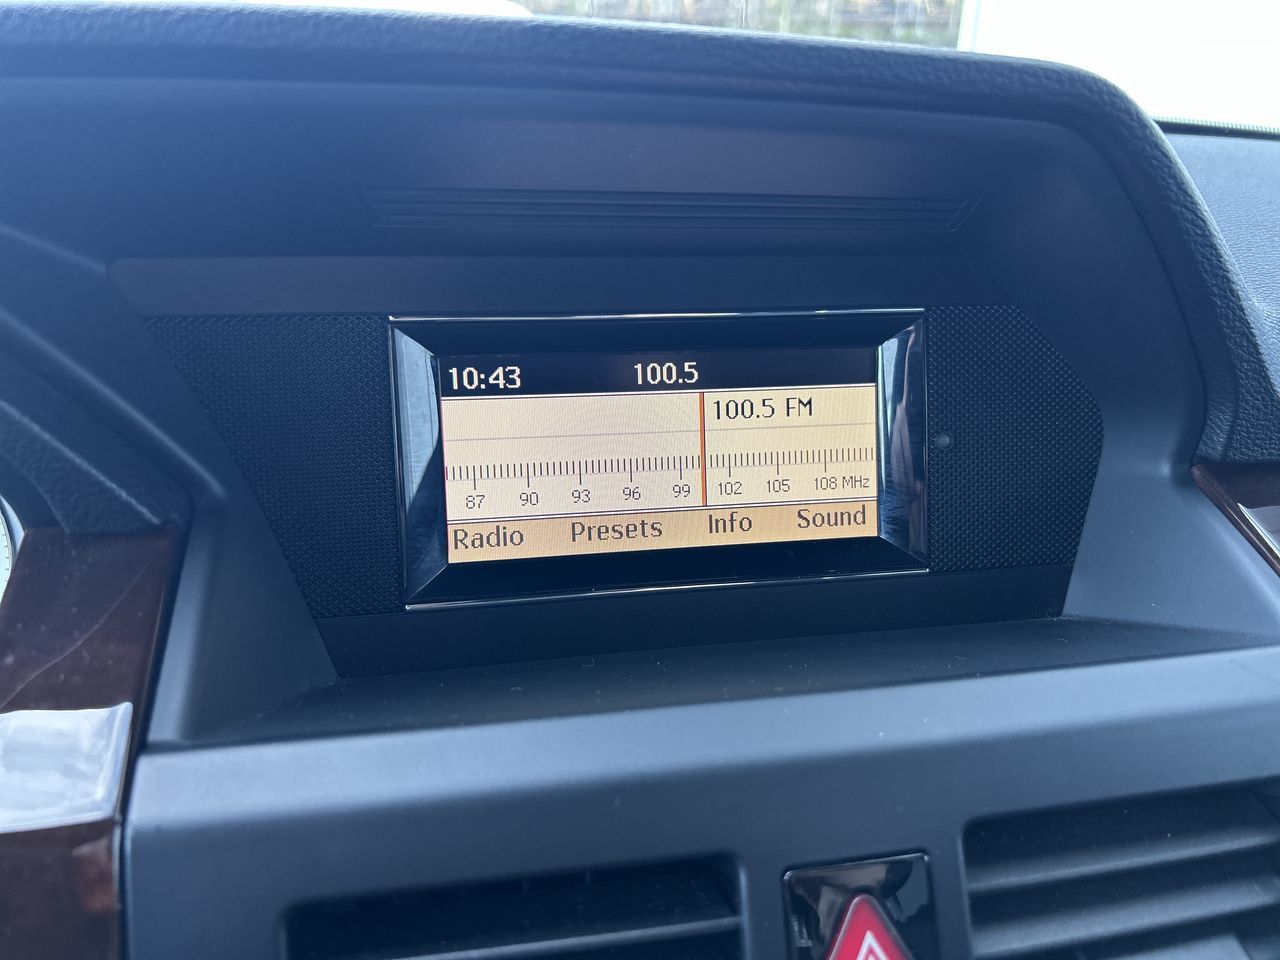 10:43 100.5
100.5 FM
87 90 93 96 99 102 105 108 MHz
Radio Presets Info Sound